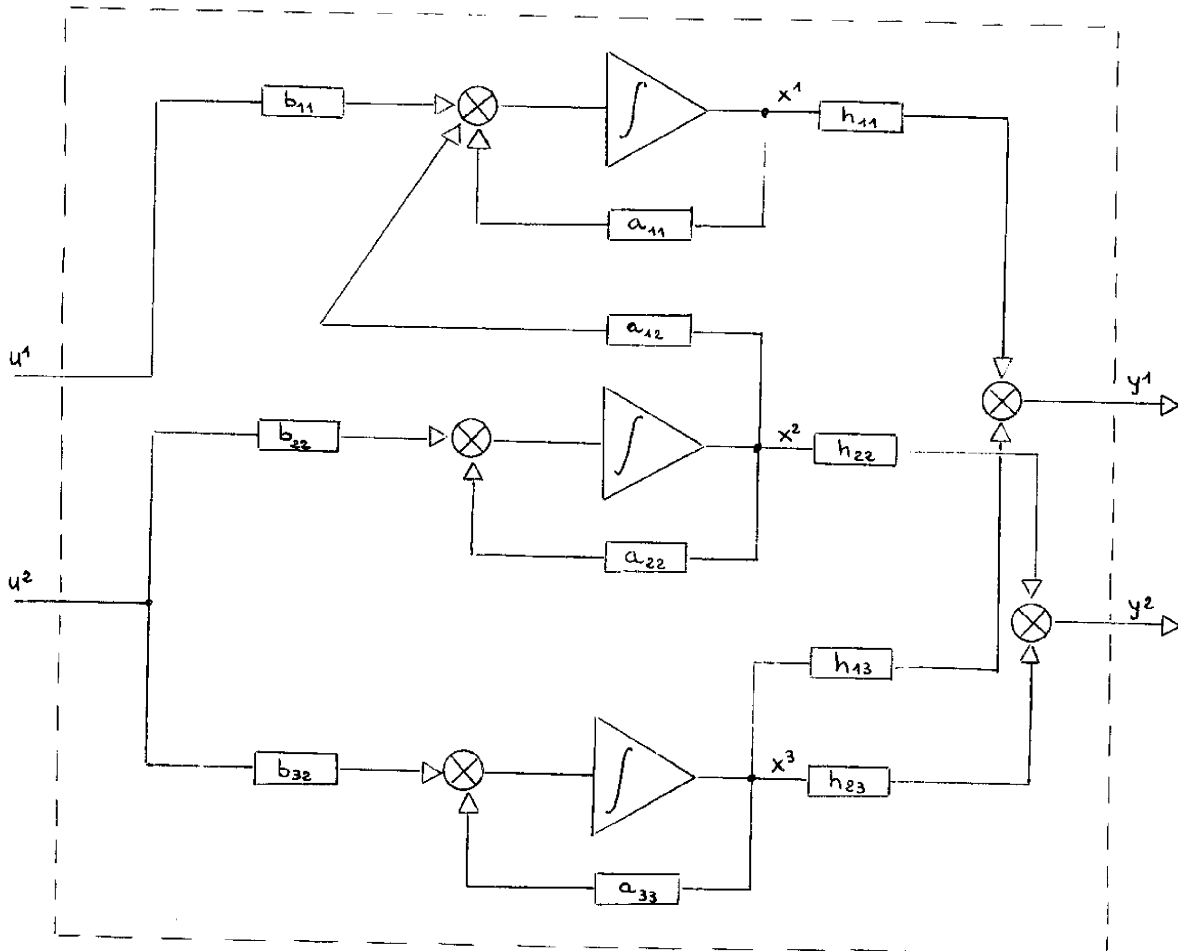 b₁₁
x¹
h₁₁
a₁₁
a₁₂
u¹
y¹
b₂₂
x²
h₂₂
a₂₂
u²
y²
h₁₃
b₃₂
x³
h₂₃
a₃₃